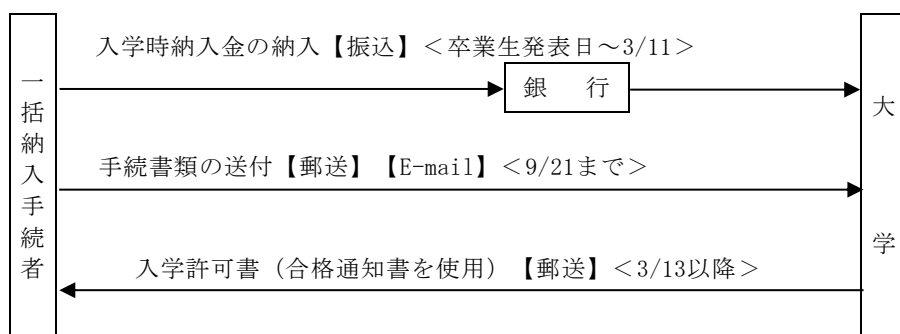 一括納入手続者
入学時納入金の納入【振込】＜卒業生発表日～3/11＞
銀　行
手続書類の送付【郵送】【E-mail】＜9/21まで＞
入学許可書（合格通知書を使用）【郵送】＜3/13以降＞
大学